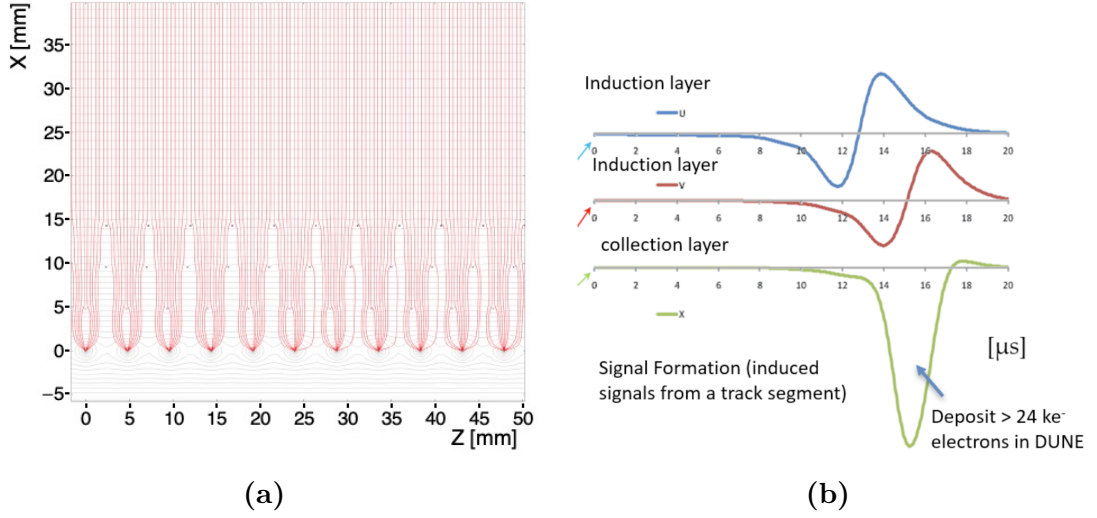 X [mm]
35
30
25
20
15
10
5
0
−5
0 5 10 15 20 25 30 35 40 45 50
Z [mm]
(a)
Induction layer
U
0 2 4 6 8 10 12 14 16 18 20
Induction layer
V
0 2 4 6 8 10 12 14 16 18 20
collection layer
0 2 4 6 8 10 12 14 16 18 20
X
[μs]
Signal Formation (induced
signals from a track segment)
Deposit > 24 ke⁻
electrons in DUNE
(b)